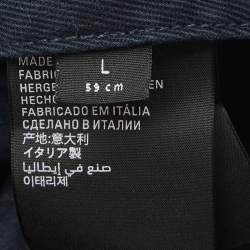 L
59 cm
MADE
FABRIC
HERGE
HECHO
FABRICADO EM ITÁLIA
СДЕЛАНО В ИТАЛИИ
产地:意大利
イタリア製
صنع في إيطاليا
이태리제